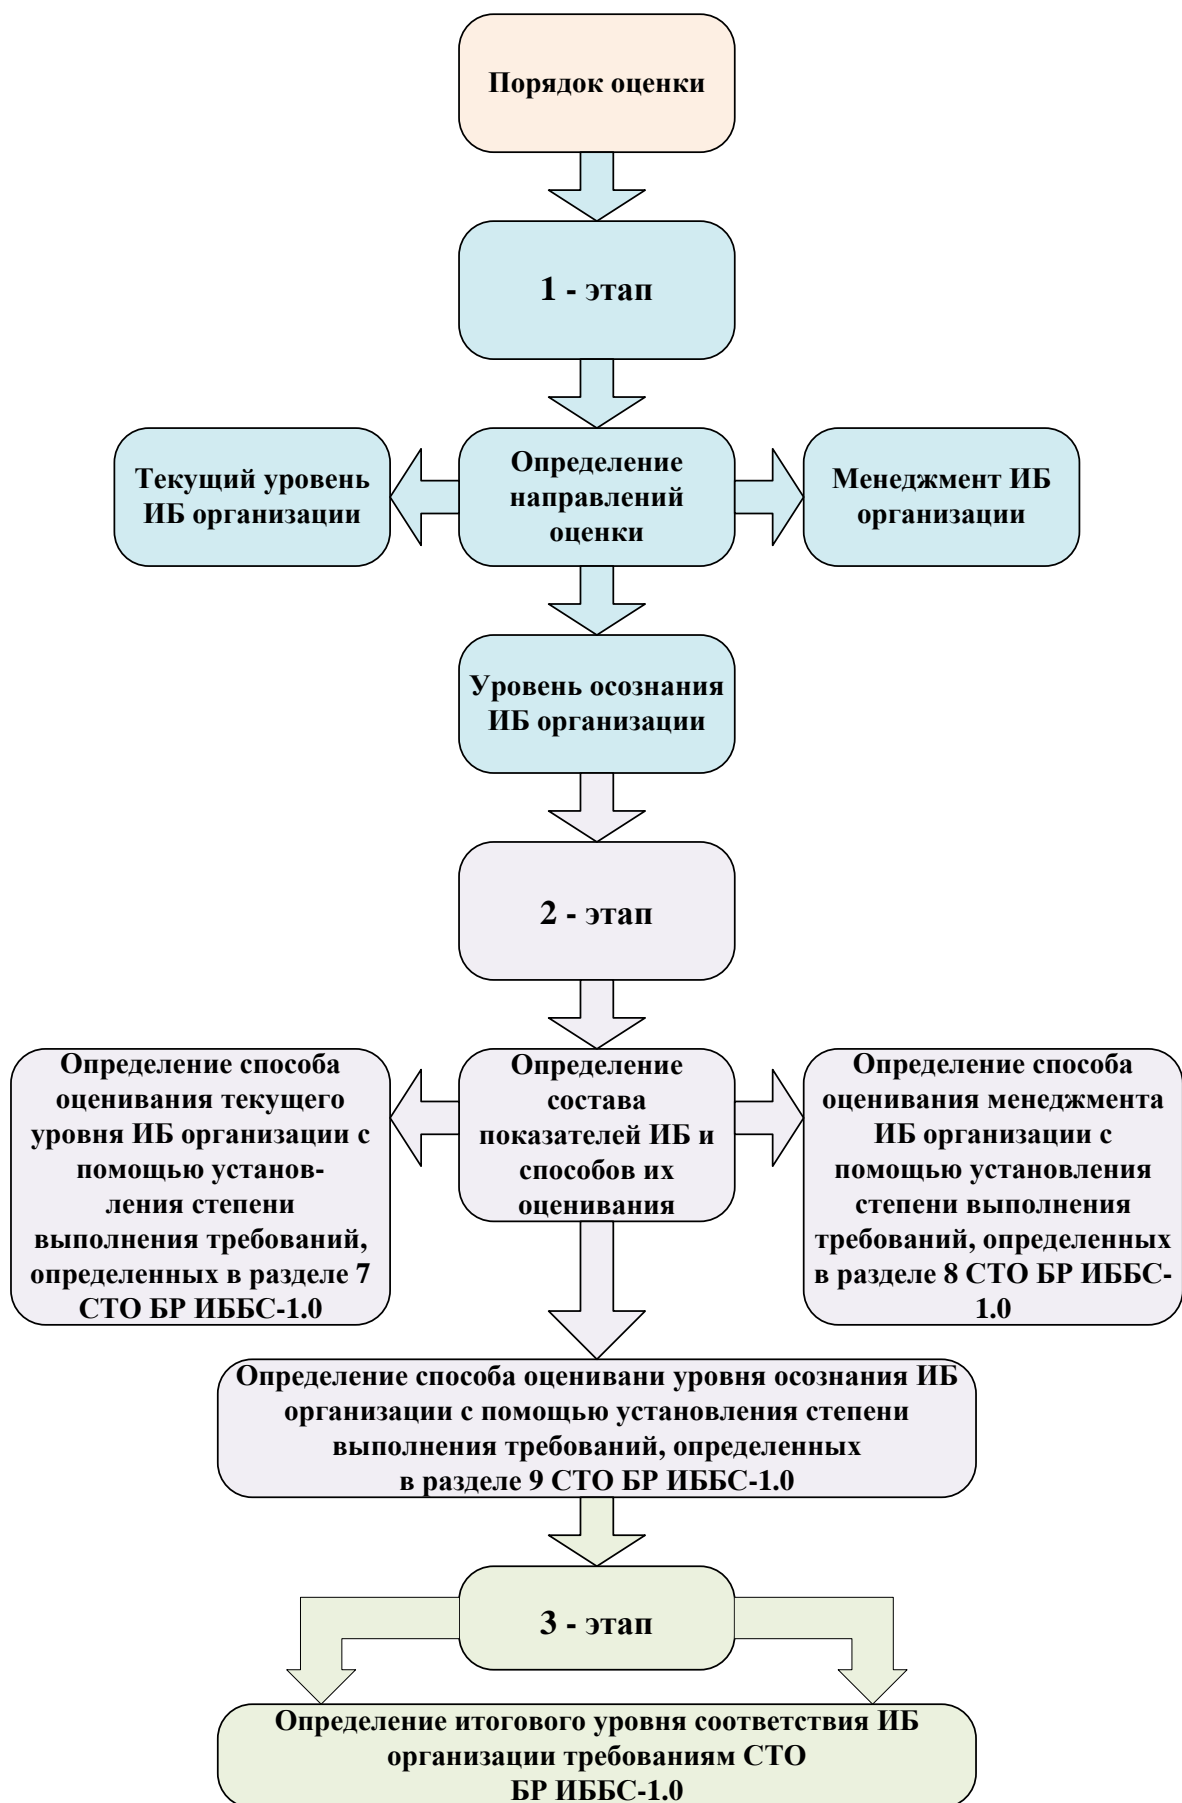 Порядок оценки
1 - этап
Текущий уровень
ИБ организации
Определение
направлений
оценки
Менеджмент ИБ
организации
Уровень осознания
ИБ организации
2 - этап
Определение способа
оценивания текущего
уровня ИБ организации с
помощью установ-
ления степени
выполнения требований,
определенных в разделе 7
СТО БР ИББС-1.0
Определение
состава
показателей ИБ и
способов их
оценивания
Определение способа
оценивания менеджмента
ИБ организации с
помощью установления
степени выполнения
требований, определенных
в разделе 8 СТО БР ИББС-
1.0
Определение способа оценивани уровня осознания ИБ
организации с помощью установления степени
выполнения требований, определенных
в разделе 9 СТО БР ИББС-1.0
3 - этап
Определение итогового уровня соответствия ИБ
организации требованиям СТО
БР ИББС-1.0